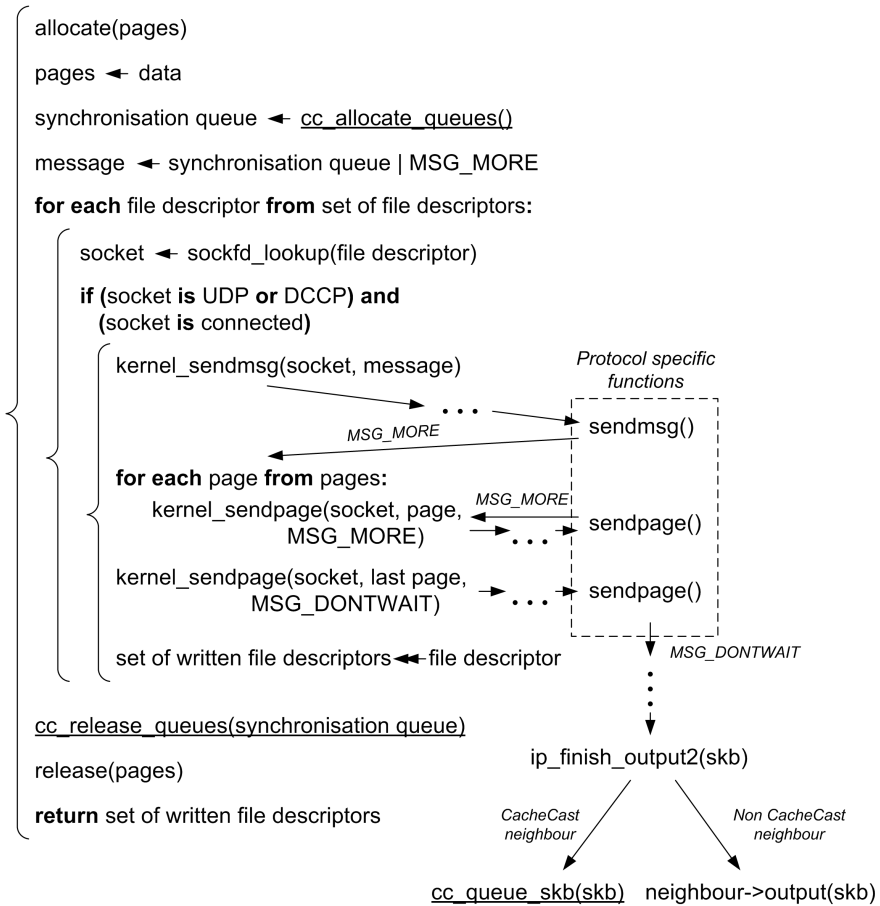 allocate(pages)
pages ← data
synchronisation queue ← cc_allocate_queues()
message ← synchronisation queue | MSG_MORE
for each file descriptor from set of file descriptors:
socket ← sockfd_lookup(file descriptor)
if (socket is UDP or DCCP) and
(socket is connected)
kernel_sendmsg(socket, message)
Protocol specific
functions
• • •
sendmsg()
MSG_MORE
for each page from pages:
kernel_sendpage(socket, page,
MSG_MORE)
MSG_MORE
• • •
sendpage()
kernel_sendpage(socket, last page,
MSG_DONTWAIT)
• • •
sendpage()
set of written file descriptors ↞ file descriptor
MSG_DONTWAIT
cc_release_queues(synchronisation queue)
ip_finish_output2(skb)
release(pages)
return set of written file descriptors
CacheCast
neighbour
Non CacheCast
neighbour
cc_queue_skb(skb)
neighbour->output(skb)